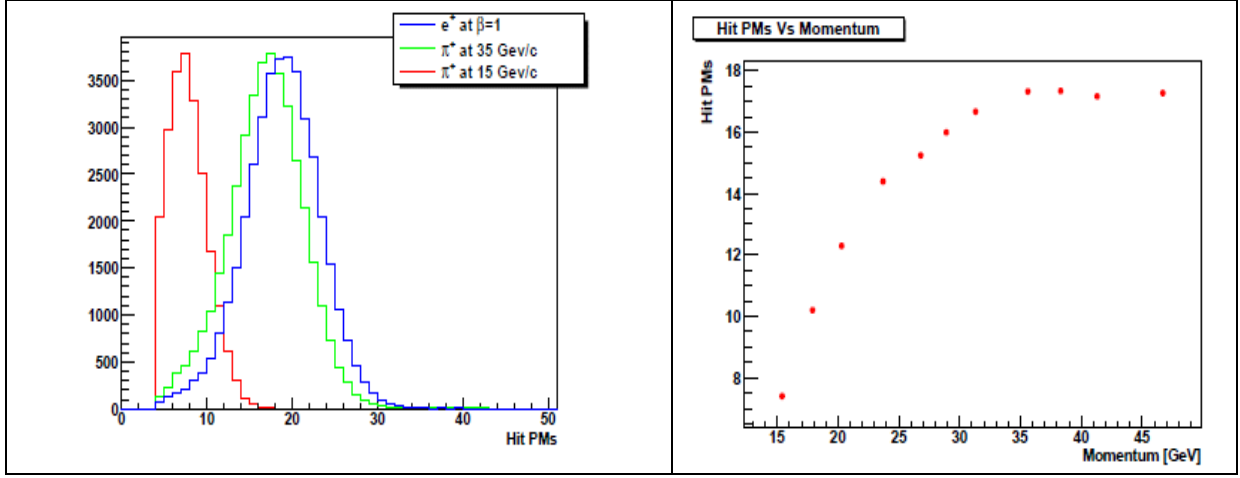 e⁺ at β=1
π⁺ at 35 Gev/c
π⁺ at 15 Gev/c
3500
3000
2500
2000
1500
1000
500
0
0 10 20 30 40 50
Hit PMs
Hit PMs Vs Momentum
Hit PMs
18
16
14
12
10
8
15 20 25 30 35 40 45
Momentum [GeV]